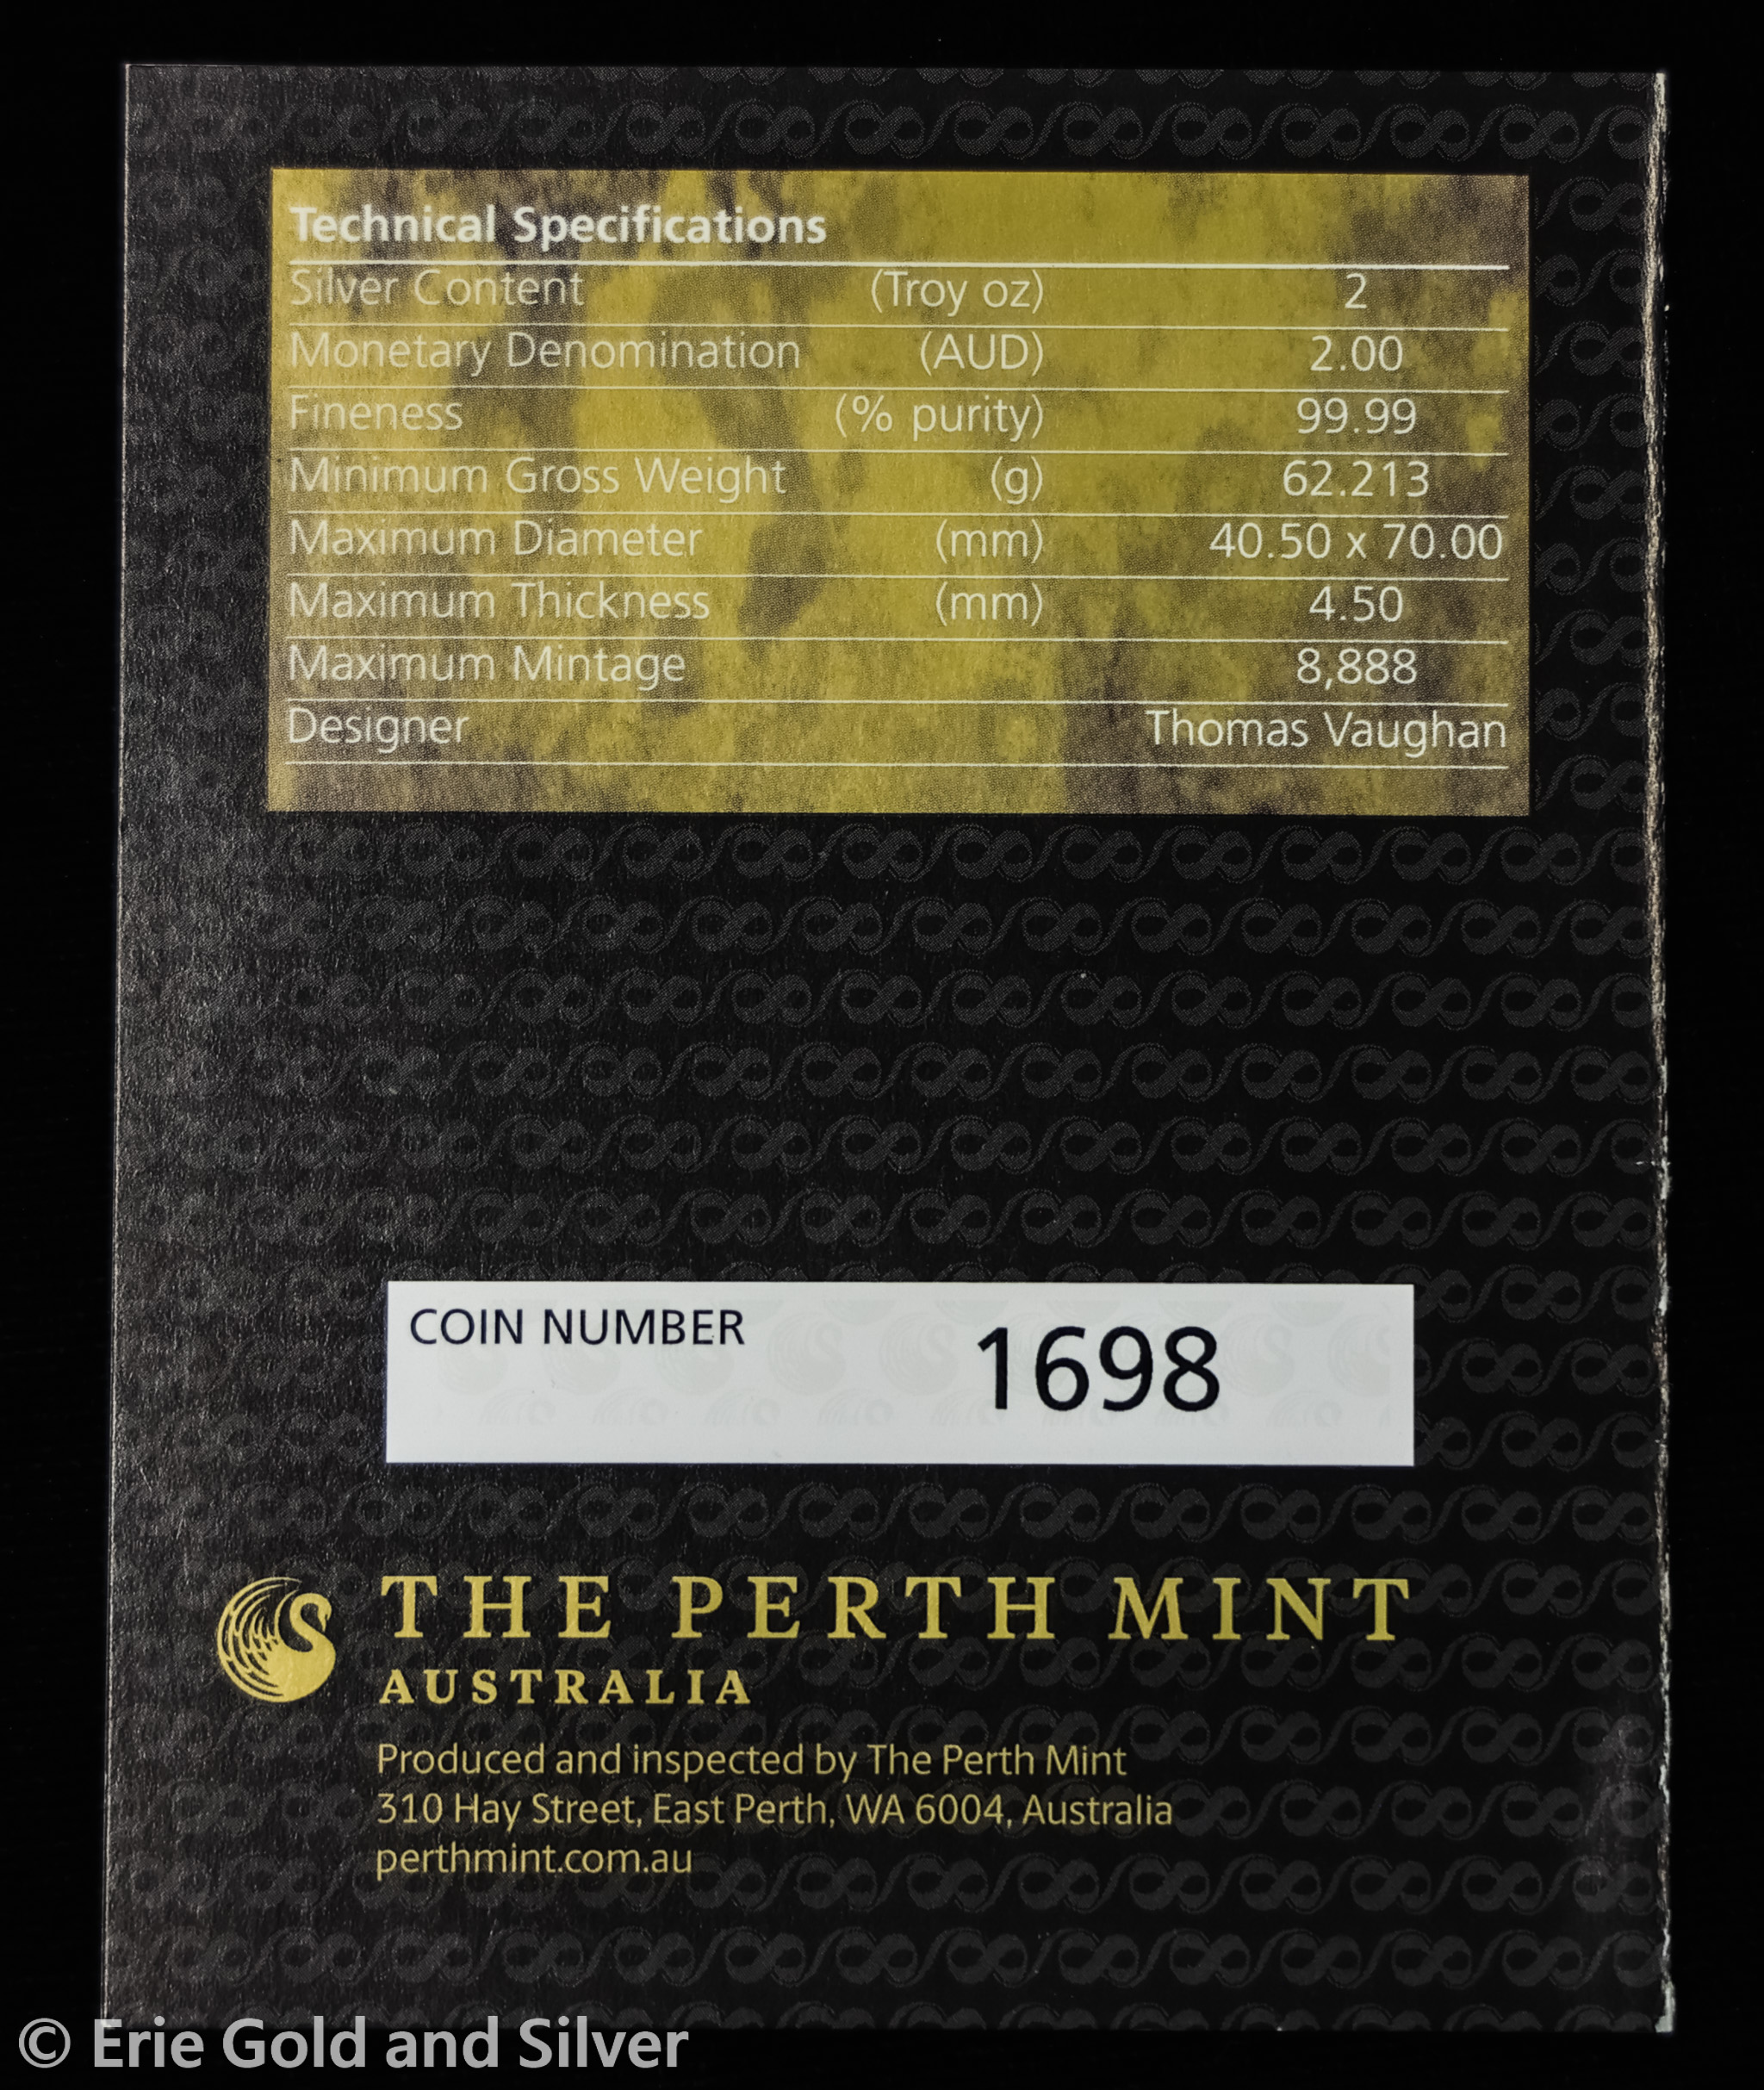 Technical Specifications
Silver Content (Troy oz) 2
Monetary Denomination (AUD) 2.00
Fineness (% purity) 99.99
Minimum Gross Weight (g) 62.213
Maximum Diameter (mm) 40.50 x 70.00
Maximum Thickness (mm) 4.50
Maximum Mintage 8,888
Designer Thomas Vaughan
COIN NUMBER 1698
THE PERTH MINT
AUSTRALIA
Produced and inspected by The Perth Mint
310 Hay Street, East Perth, WA 6004, Australia
perthmint.com.au
© Erie Gold and Silver